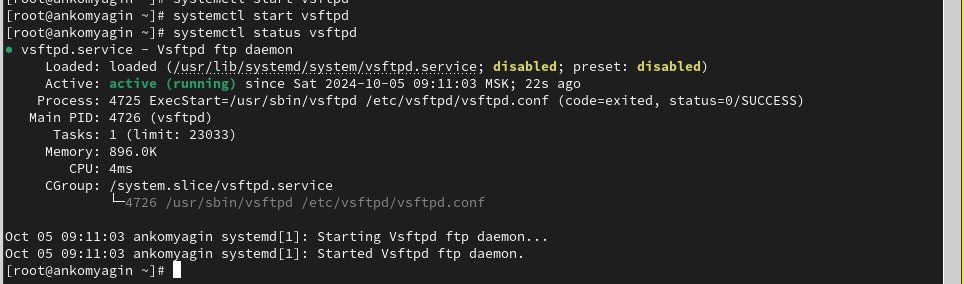 [root@ankomyagin ~]# systemctl start vsftpd
[root@ankomyagin ~]# systemctl start vsftpd
[root@ankomyagin ~]# systemctl status vsftpd
● vsftpd.service - Vsftpd ftp daemon
     Loaded: loaded (/usr/lib/systemd/system/vsftpd.service; disabled; preset: disabled)
     Active: active (running) since Sat 2024-10-05 09:11:03 MSK; 22s ago
    Process: 4725 ExecStart=/usr/sbin/vsftpd /etc/vsftpd/vsftpd.conf (code=exited, status=0/SUCCESS)
   Main PID: 4726 (vsftpd)
      Tasks: 1 (limit: 23033)
     Memory: 896.0K
        CPU: 4ms
     CGroup: /system.slice/vsftpd.service
             └─4726 /usr/sbin/vsftpd /etc/vsftpd/vsftpd.conf
Oct 05 09:11:03 ankomyagin systemd[1]: Starting Vsftpd ftp daemon...
Oct 05 09:11:03 ankomyagin systemd[1]: Started Vsftpd ftp daemon.
[root@ankomyagin ~]#